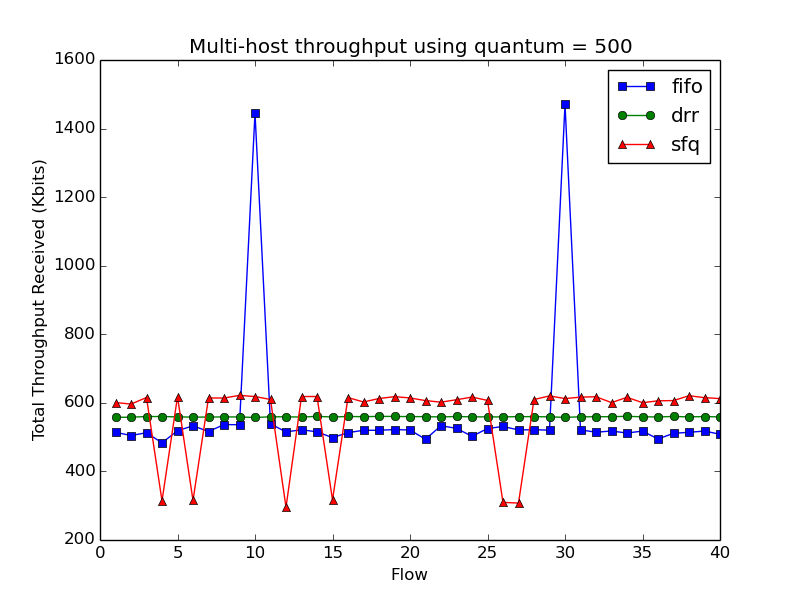 Multi-host throughput using quantum = 500
1600
1400
1200
1000
800
600
400
200
Total Throughput Received (Kbits)
fifo
drr
sfq
0 5 10 15 20 25 30 35 40
Flow